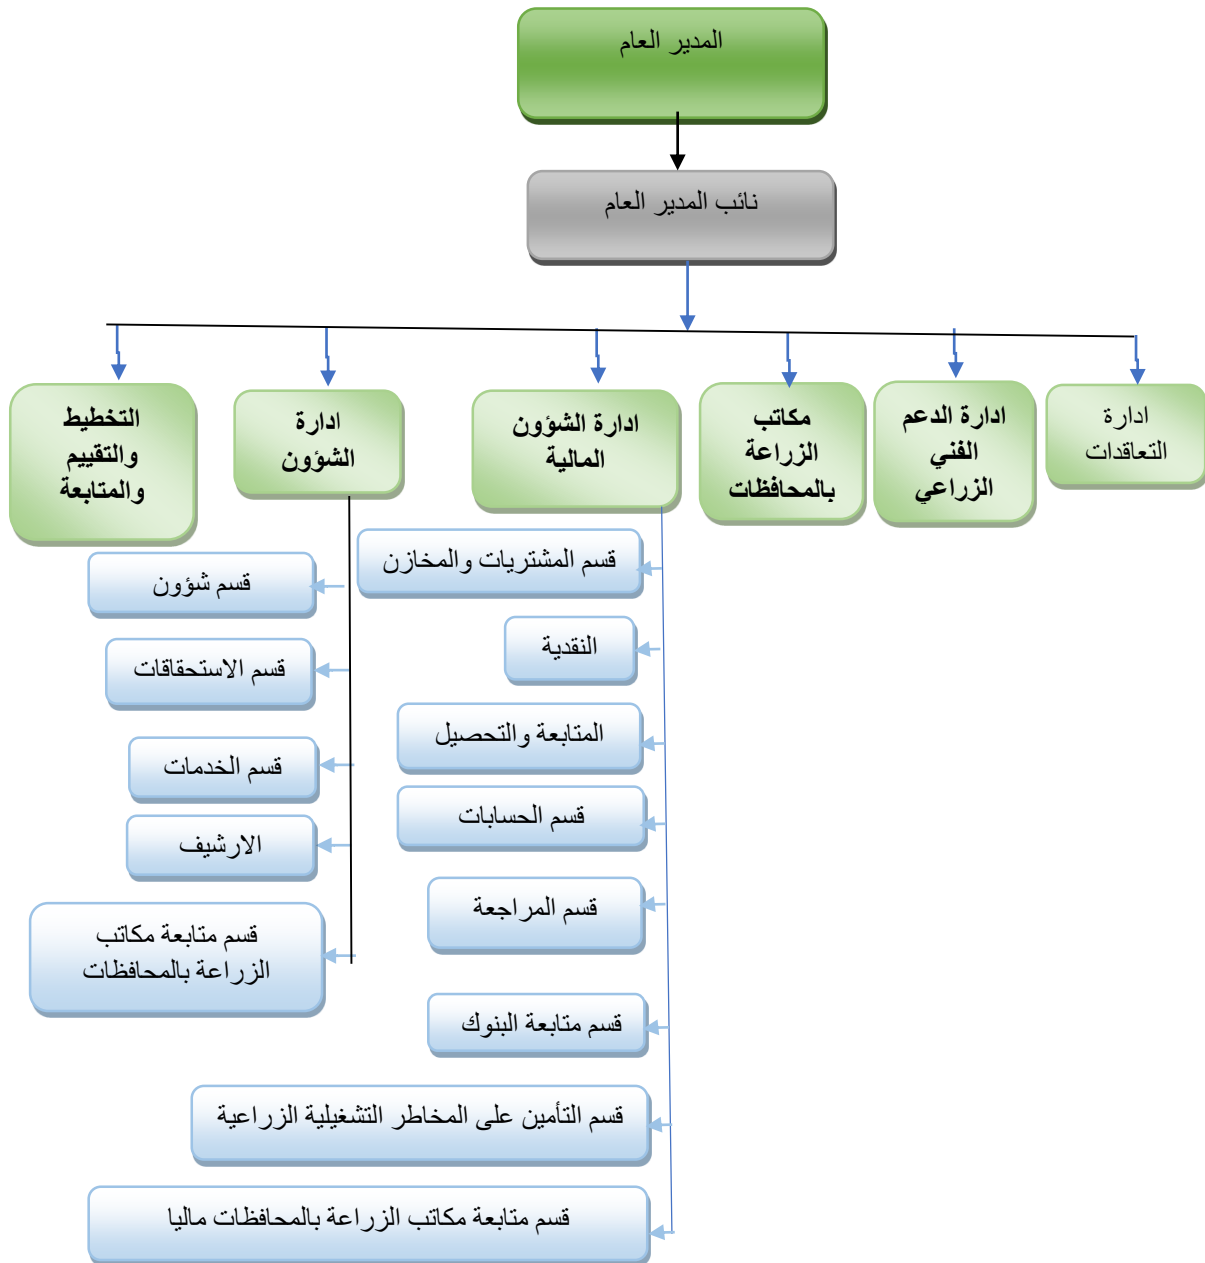 المدير العام
نائب المدير العام
ادارة
التعاقدات
ادارة الدعم
الفني
الزراعي
مكاتب
الزراعة
بالمحافظات
ادارة الشؤون
المالية
ادارة
الشؤون
التخطيط
والتقييم
والمتابعة
قسم المشتريات والمخازن
النقدية
المتابعة والتحصيل
قسم الحسابات
قسم المراجعة
قسم متابعة البنوك
قسم التأمين على المخاطر التشغيلية الزراعية
قسم متابعة مكاتب الزراعة بالمحافظات ماليا
قسم شؤون
قسم الاستحقاقات
قسم الخدمات
الارشيف
قسم متابعة مكاتب
الزراعة بالمحافظات